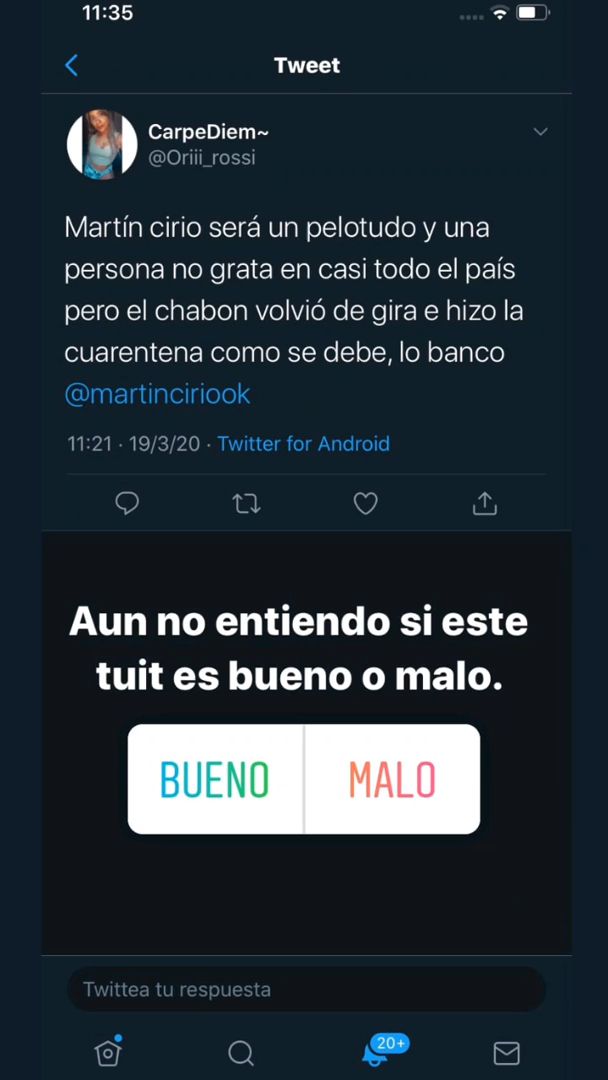 11:35
Tweet
CarpeDiem~
@Oriii_rossi
Martín cirio será un pelotudo y una
persona no grata en casi todo el país
pero el chabon volvió de gira e hizo la
cuarentena como se debe, lo banco
@martinciriook
11:21 · 19/3/20 · Twitter for Android
Aun no entiendo si este
tuit es bueno o malo.
BUENO
MALO
Twittea tu respuesta
20+